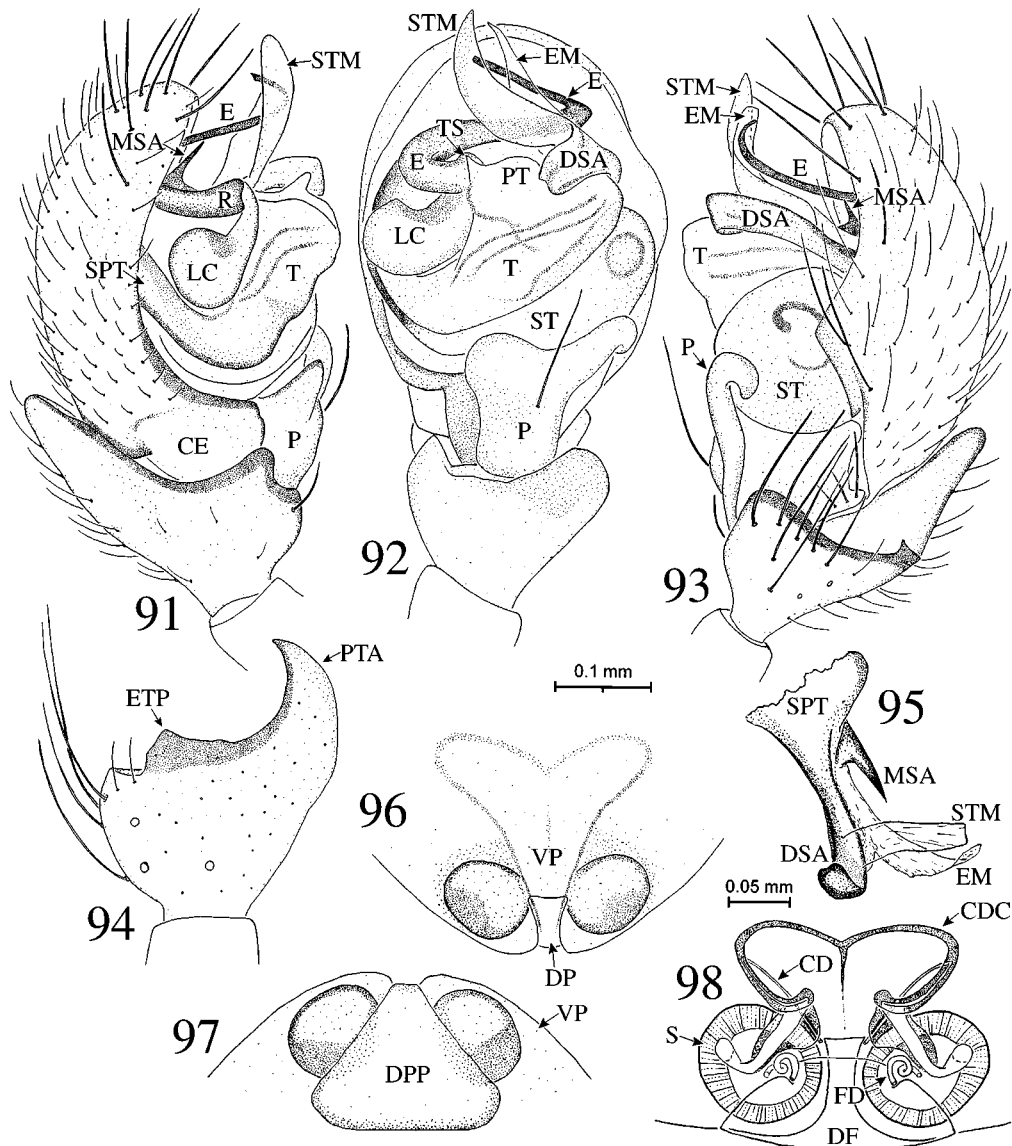 STM
E
MSA
R
SPT
LC
T
CE
P
91
STM
EM
E
TS
E
PT
DSA
LC
T
ST
P
92
STM
EM
E
MSA
DSA
T
P
ST
93
PTA
ETP
94
0.1 mm
SPT
95
MSA
STM
DSA
EM
0.05 mm
96
VP
DP
97
VP
DPP
CDC
CD
98
S
FD
DF